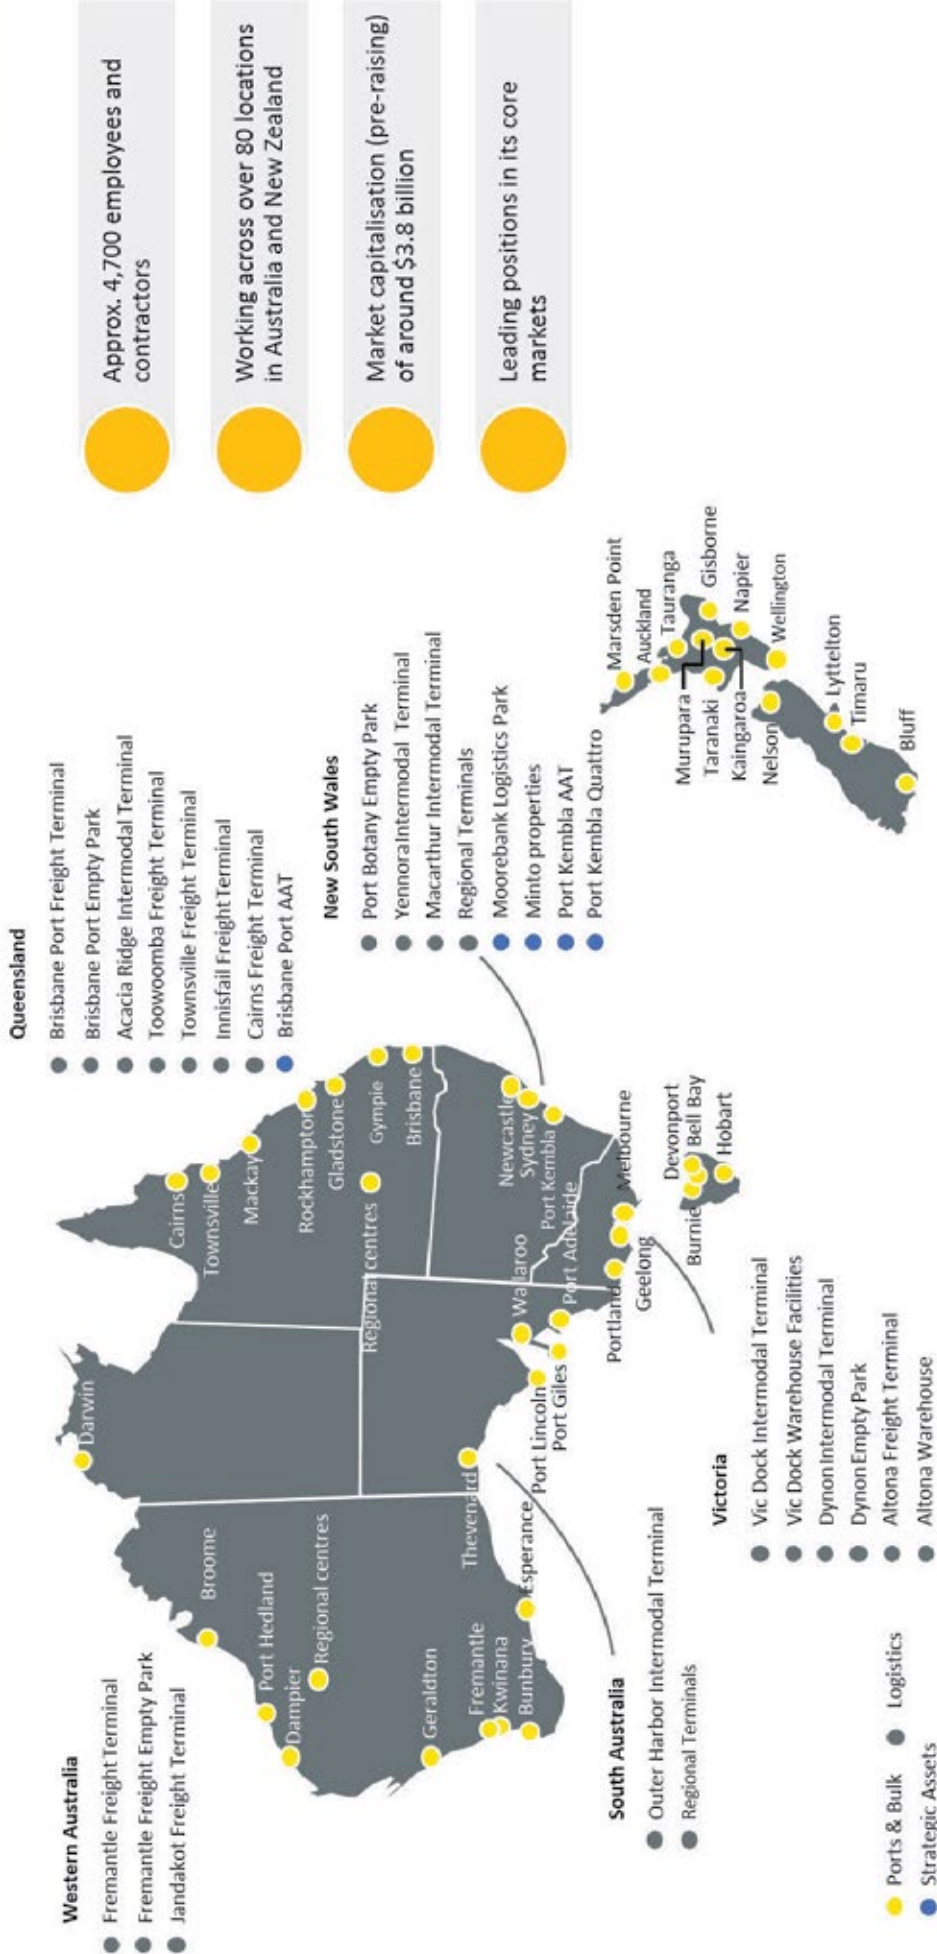 Western Australia
Fremantle Freight Terminal
Fremantle Freight Empty Park
Jandakot Freight Terminal
Queensland
Brisbane Port Freight Terminal
Brisbane Port Empty Park
Acacia Ridge Intermodal Terminal
Toowoomba Freight Terminal
Townsville Freight Terminal
Innisfail Freight Terminal
Cairns Freight Terminal
Brisbane Port AAT
New South Wales
Port Botany Empty Park
Yennora Intermodal Terminal
Macarthur Intermodal Terminal
Regional Terminals
Moorebank Logistics Park
Minto properties
Port Kembla AAT
Port Kembla Quattro
Approx. 4,700 employees and
contractors
Working across over 80 locations
in Australia and New Zealand
Market capitalisation (pre-raising)
of around $3.8 billion
Leading positions in its core
markets
Darwin
Broome
Port Hedland
Dampier
Regional centres
Geraldton
Fremantle
Kwinana
Bunbury
Esperance
Thevenard
Port Lincoln
Port Giles
Wallaroo
Port Adelaide
Cairns
Townsville
Mackay
Rockhampton
Gladstone
Regional centres
Gympie
Brisbane
Newcastle
Sydney
Port Kembla
Melbourne
Portland
Geelong
Burnie
Devonport
Bell Bay
Hobart
Marsden Point
Auckland
Tauranga
Gisborne
Napier
Wellington
Murupara
Taranaki
Kaingaroa
Nelson
Lyttelton
Timaru
Bluff
South Australia
Outer Harbor Intermodal Terminal
Regional Terminals
Victoria
Vic Dock Intermodal Terminal
Vic Dock Warehouse Facilities
Dynon Intermodal Terminal
Dynon Empty Park
Altona Freight Terminal
Altona Warehouse
Ports & Bulk
Logistics
Strategic Assets